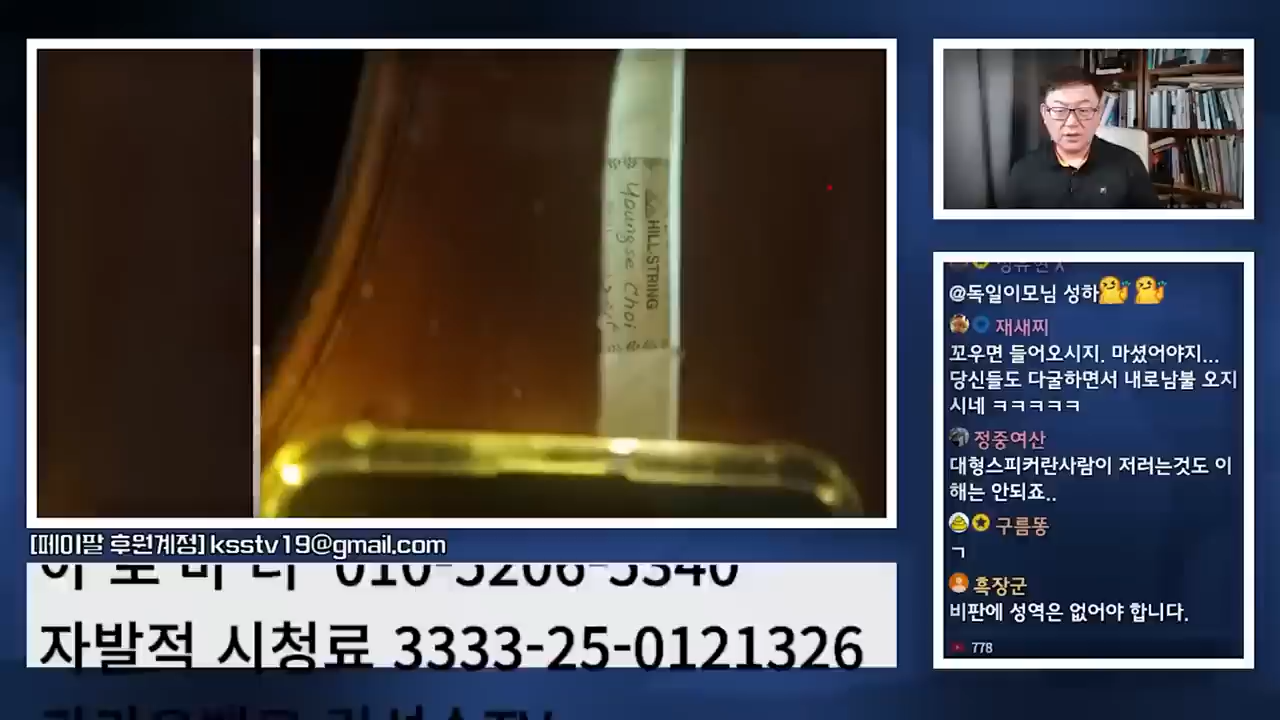 HILL-STRING
Youngse Choi
[페이팔 후원계정] ksstv19@gmail.com
자발적 시청료 3333-25-0121326
@독일이모님 성하
재새찌
꼬우면 들어오시지. 마셨어야지...
당신들도 다굴하면서 내로남불 오지
시네 ㅋㅋㅋㅋㅋ
정중여산
대형스피커란사람이 저러는것도 이
해는 안되죠..
구름똥
ㄱ
흑장군
비판에 성역은 없어야 합니다.
778